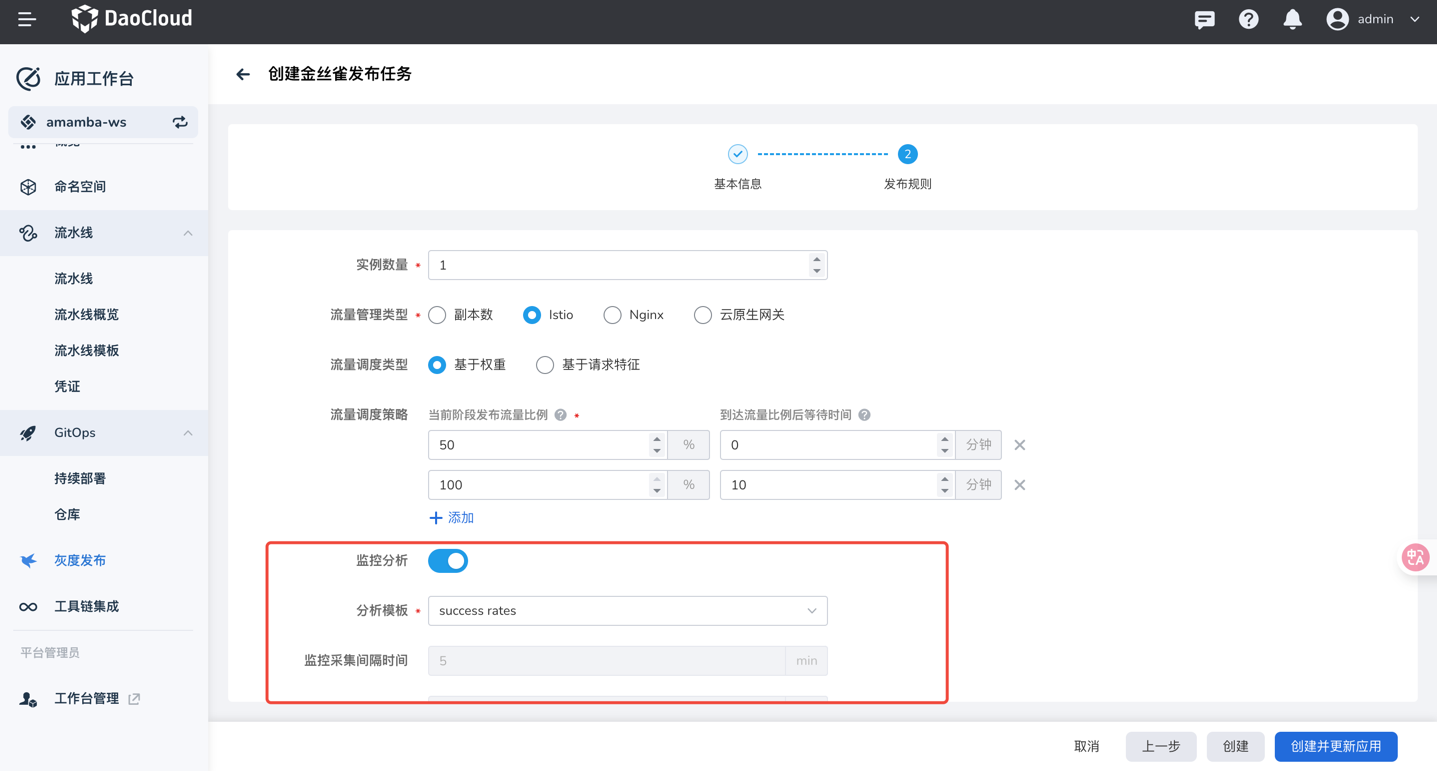 DaoCloud
admin
应用工作台
创建金丝雀发布任务
amamba-ws
概览
命名空间
流水线
流水线
流水线概览
流水线模板
凭证
GitOps
持续部署
仓库
灰度发布
工具链集成
平台管理员
工作台管理
2
基本信息
发布规则
实例数量 * 1
流量管理类型 * 副本数 Istio Nginx 云原生网关
流量调度类型 基于权重 基于请求特征
流量调度策略 当前阶段发布流量比例 ? * 到达流量比例后等待时间 ?
50 % 0 分钟
100 % 10 分钟
+ 添加
监控分析
分析模板 * success rates
监控采集间隔时间 5 min
取消 上一步 创建 创建并更新应用
中A